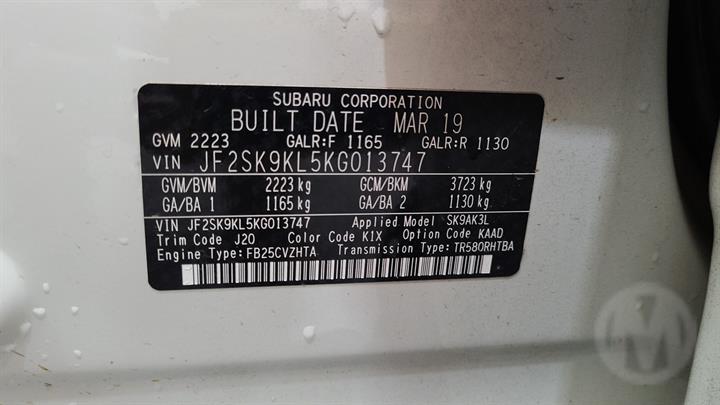 SUBARU CORPORATION
BUILT DATE MAR 19
GVM 2223 GALR:F 1165 GALR:R 1130
VIN JF2SK9KL5KG013747
GVM/BVM 2223 kg GCM/BKM 3723 kg
GA/BA 1 1165 kg GA/BA 2 1130 kg
VIN JF2SK9KL5KG013747 Applied Model SK9AK3L
Trim Code J20 Color Code K1X Option Code KAAD
Engine Type:FB25CVZHTA Transmission Type:TR580RHTBA
M